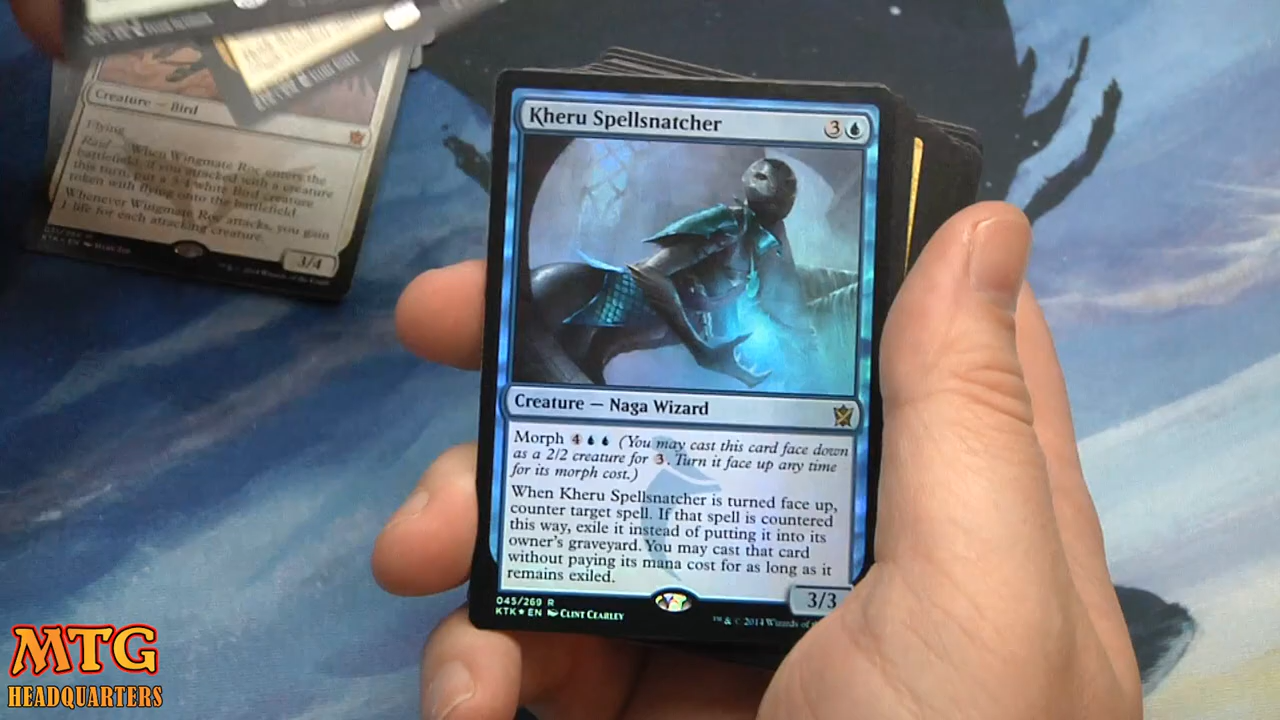 Creature — Bird
Flying
Raid — When Wingmate Roc enters the
battlefield, if you attacked with a creature
this turn, put a 3/4 white Bird creature
token with flying onto the battlefield.
Whenever Wingmate Roc attacks, you gain
1 life for each attacking creature.
3/4
Kheru Spellsnatcher
3
Creature — Naga Wizard
Morph 4 (You may cast this card face down
as a 2/2 creature for 3. Turn it face up any time
for its morph cost.)
When Kheru Spellsnatcher is turned face up,
counter target spell. If that spell is countered
this way, exile it instead of putting it into its
owner's graveyard. You may cast that card
without paying its mana cost for as long as it
remains exiled.
3/3
045/269 R
KTK★EN CLINT CEARLEY
™ & © 2014 Wizards of
MTG
HEADQUARTERS